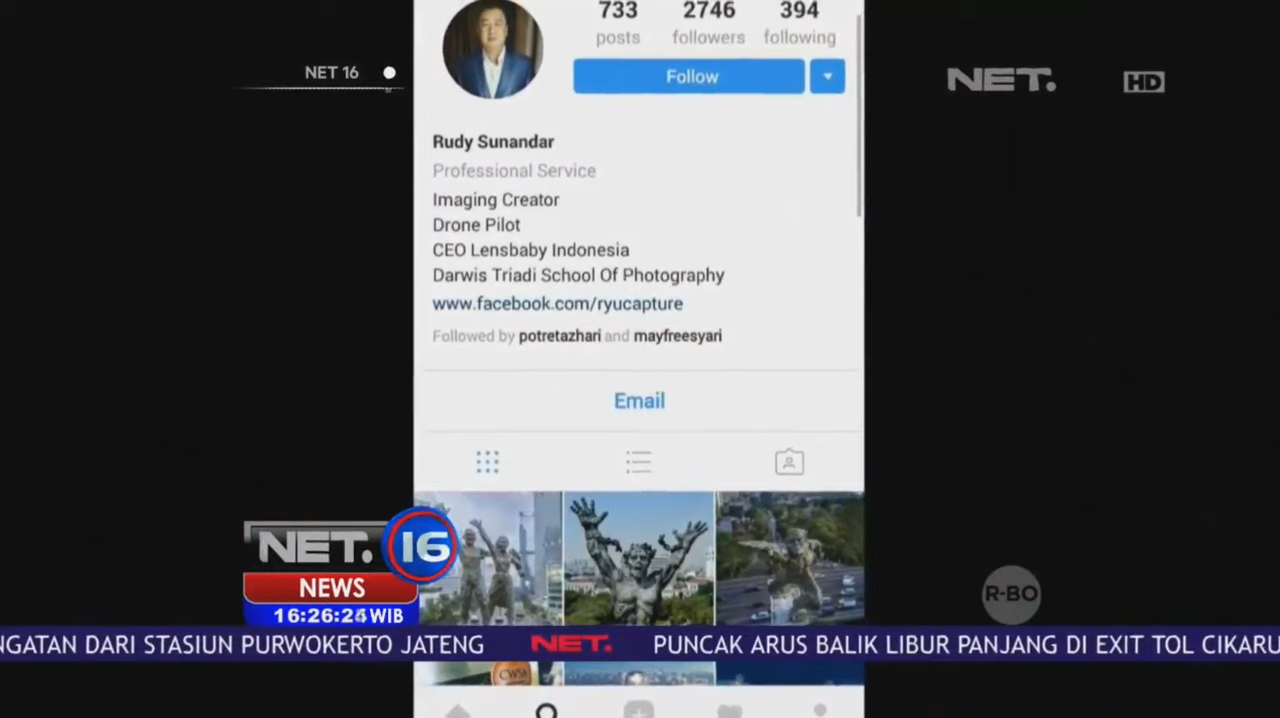 733 2746 394
posts followers following
NET 16
NET. HD
Follow
Rudy Sunandar
Professional Service
Imaging Creator
Drone Pilot
CEO Lensbaby Indonesia
Darwis Triadi School Of Photography
www.facebook.com/ryucapture
Followed by potretazhari and mayfreesyari
Email
NET. 16
NEWS
R-BO
16:26:24 WIB
NGATAN DARI STASIUN PURWOKERTO JATENG NET. PUNCAK ARUS BALIK LIBUR PANJANG DI EXIT TOL CIKARU